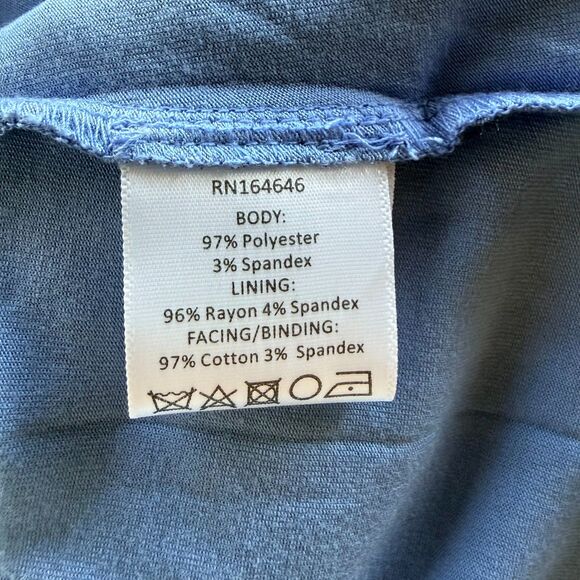 RN164646
BODY:
97% Polyester
3% Spandex
LINING:
96% Rayon 4% Spandex
FACING/BINDING:
97% Cotton 3% Spandex